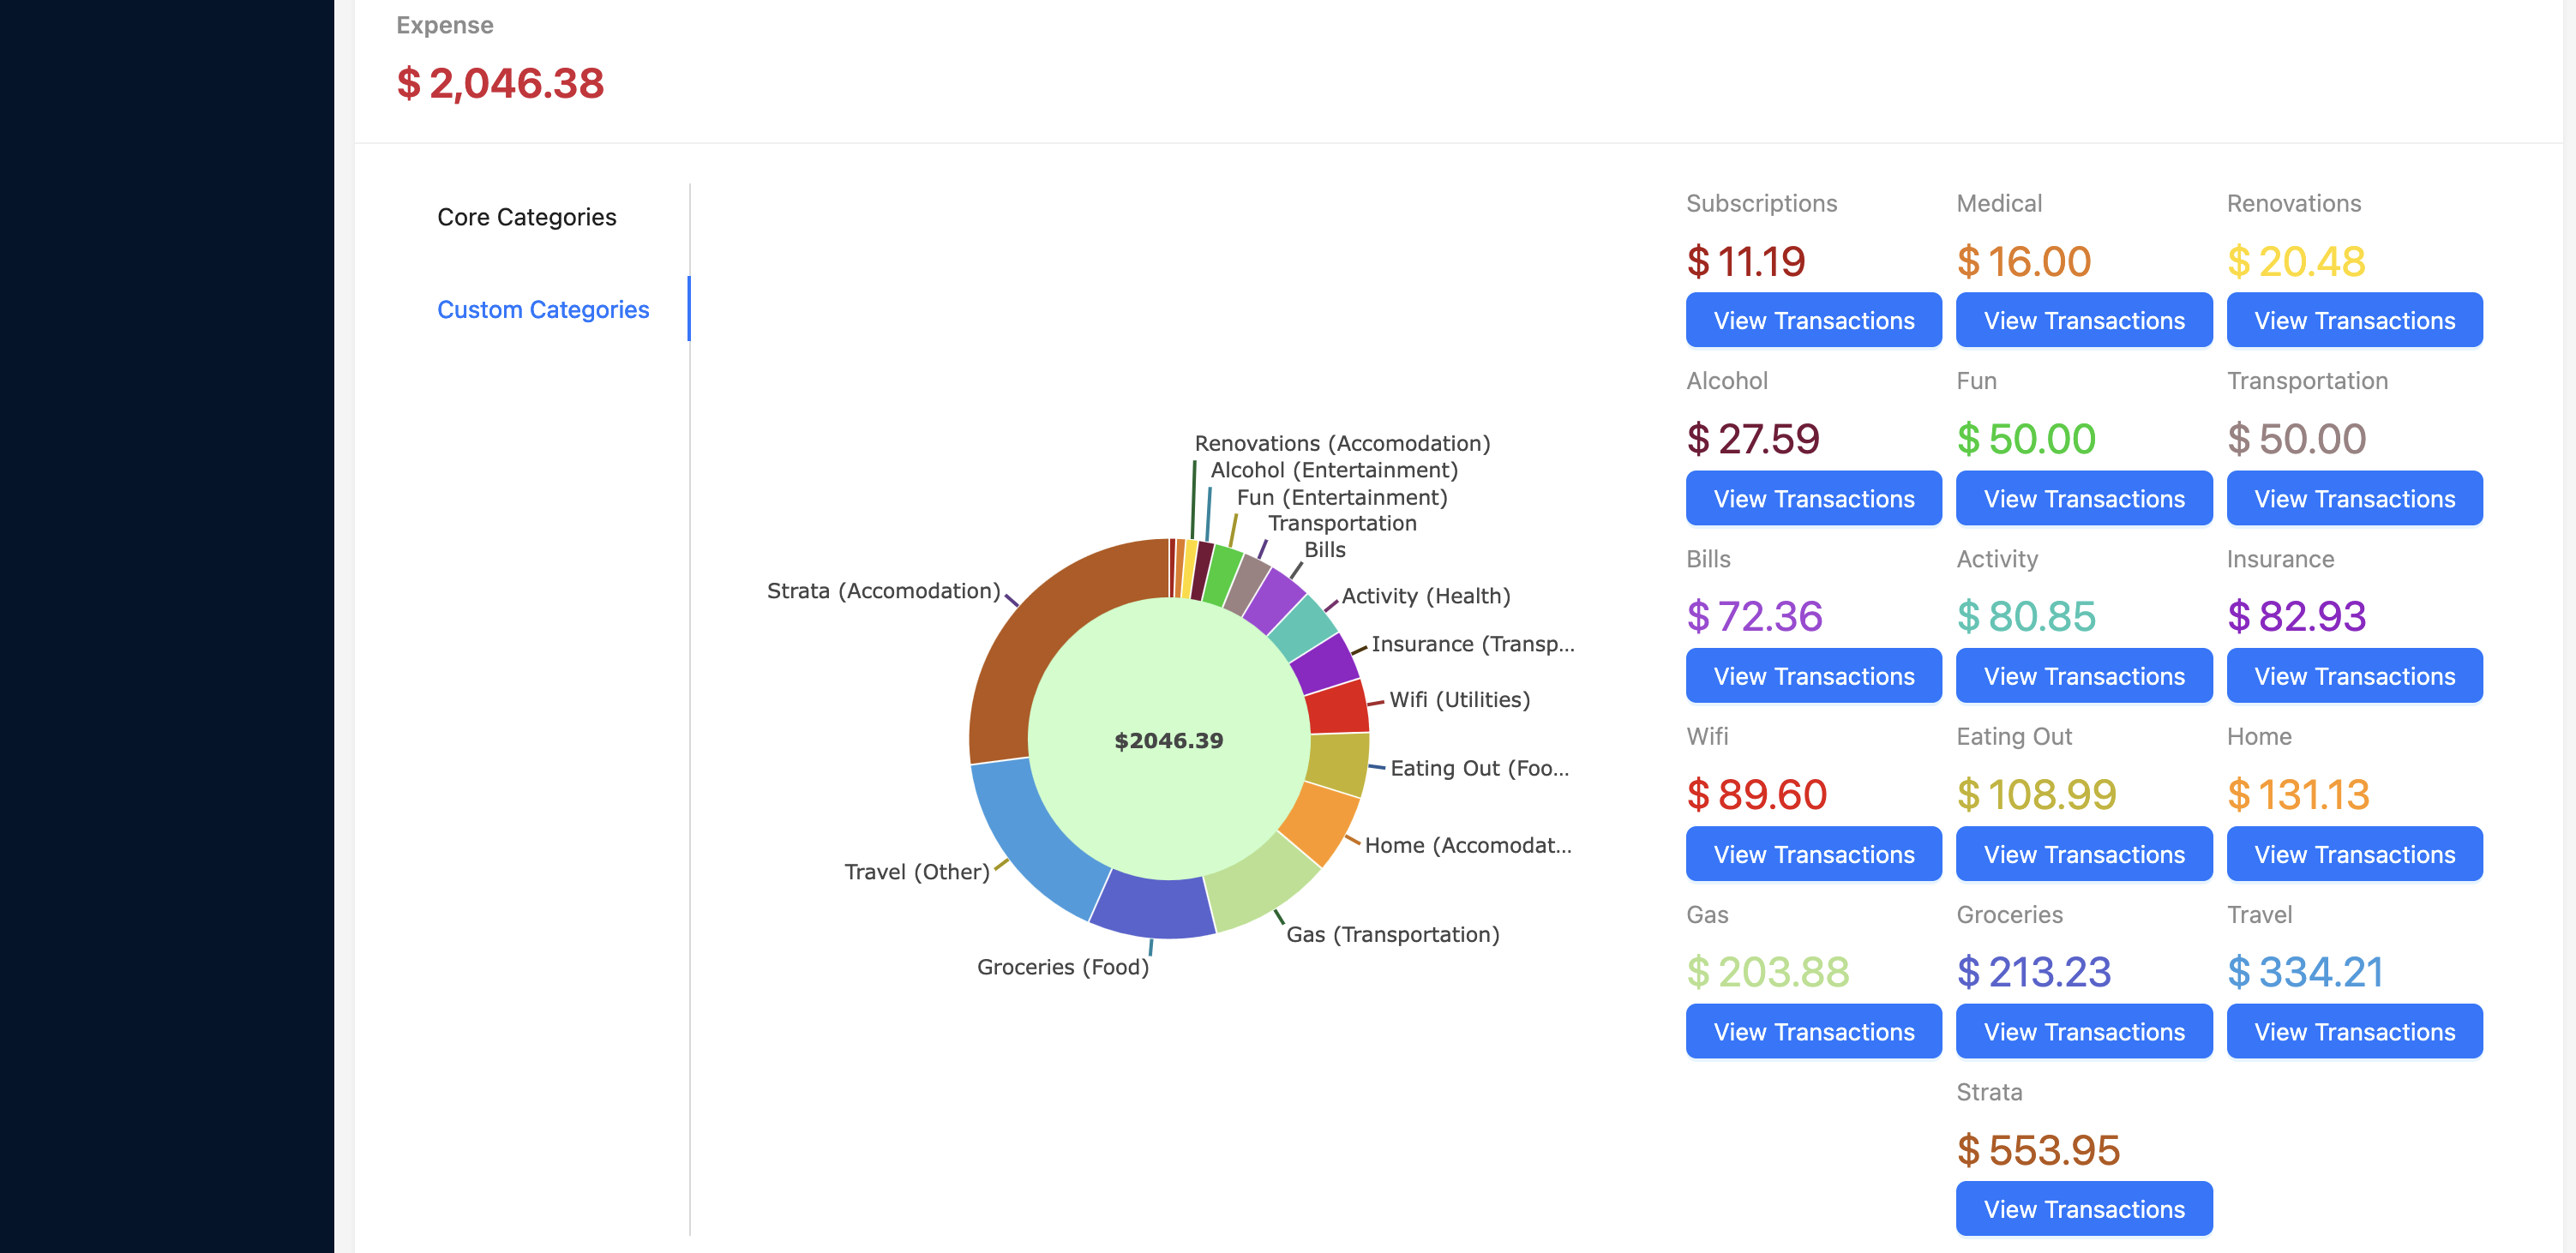 Expense
$ 2,046.38
Core Categories
Custom Categories
Renovations (Accomodation)
Alcohol (Entertainment)
Fun (Entertainment)
Transportation
Bills
Strata (Accomodation)
Activity (Health)
Insurance (Transp...
Wifi (Utilities)
$2046.39
Eating Out (Foo...
Home (Accomodat...
Travel (Other)
Gas (Transportation)
Groceries (Food)
Subscriptions Medical Renovations
$ 11.19 $ 16.00 $ 20.48
View Transactions View Transactions View Transactions
Alcohol Fun Transportation
$ 27.59 $ 50.00 $ 50.00
View Transactions View Transactions View Transactions
Bills Activity Insurance
$ 72.36 $ 80.85 $ 82.93
View Transactions View Transactions View Transactions
Wifi Eating Out Home
$ 89.60 $ 108.99 $ 131.13
View Transactions View Transactions View Transactions
Gas Groceries Travel
$ 203.88 $ 213.23 $ 334.21
View Transactions View Transactions View Transactions
Strata
$ 553.95
View Transactions